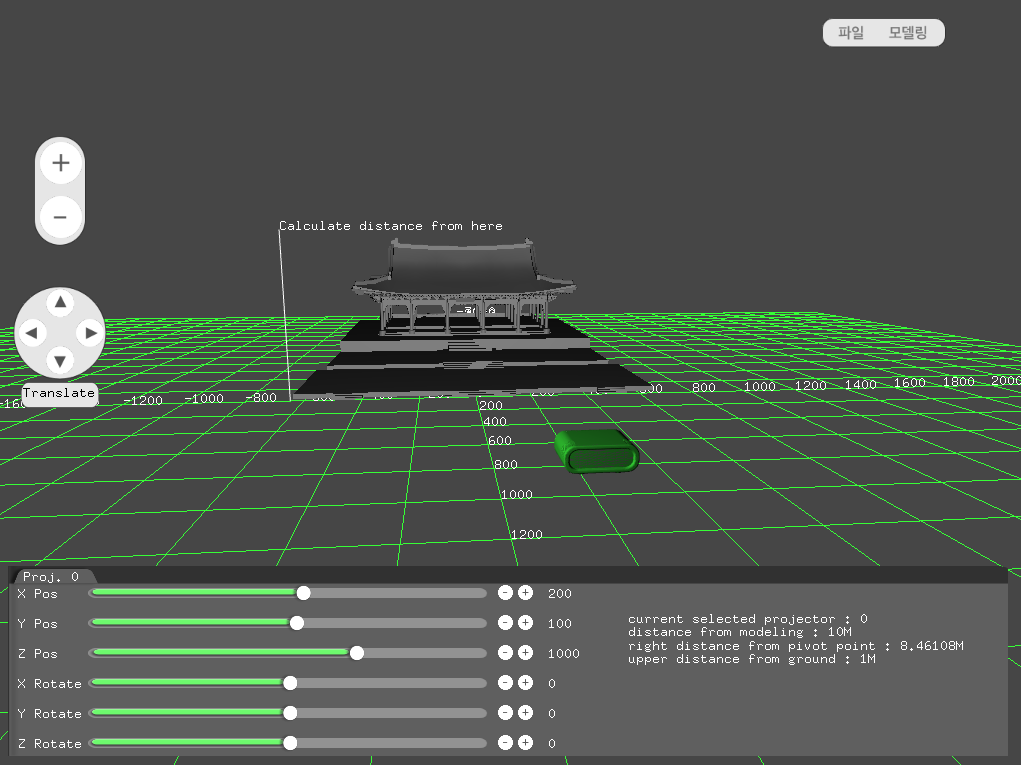 파일 모델링
+
−
Calculate distance from here
Translate
-1200 -1000 -800 800 1000 1200 1400 1600 1800 2000
200
400
600
800
1000
1200
Proj. 0
X Pos - + 200
Y Pos - + 100
Z Pos - + 1000
X Rotate - + 0
Y Rotate - + 0
Z Rotate - + 0
current selected projector : 0
distance from modeling : 10M
right distance from pivot point : 8.46108M
upper distance from ground : 1M